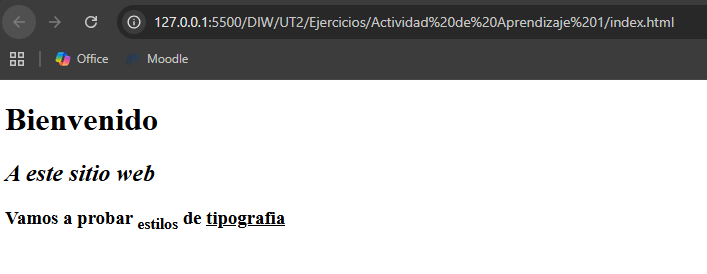 127.0.0.1:5500/DIW/UT2/Ejercicios/Actividad%20de%20Aprendizaje%201/index.html
Office Moodle
Bienvenido
A este sitio web
Vamos a probar estilos de tipografia